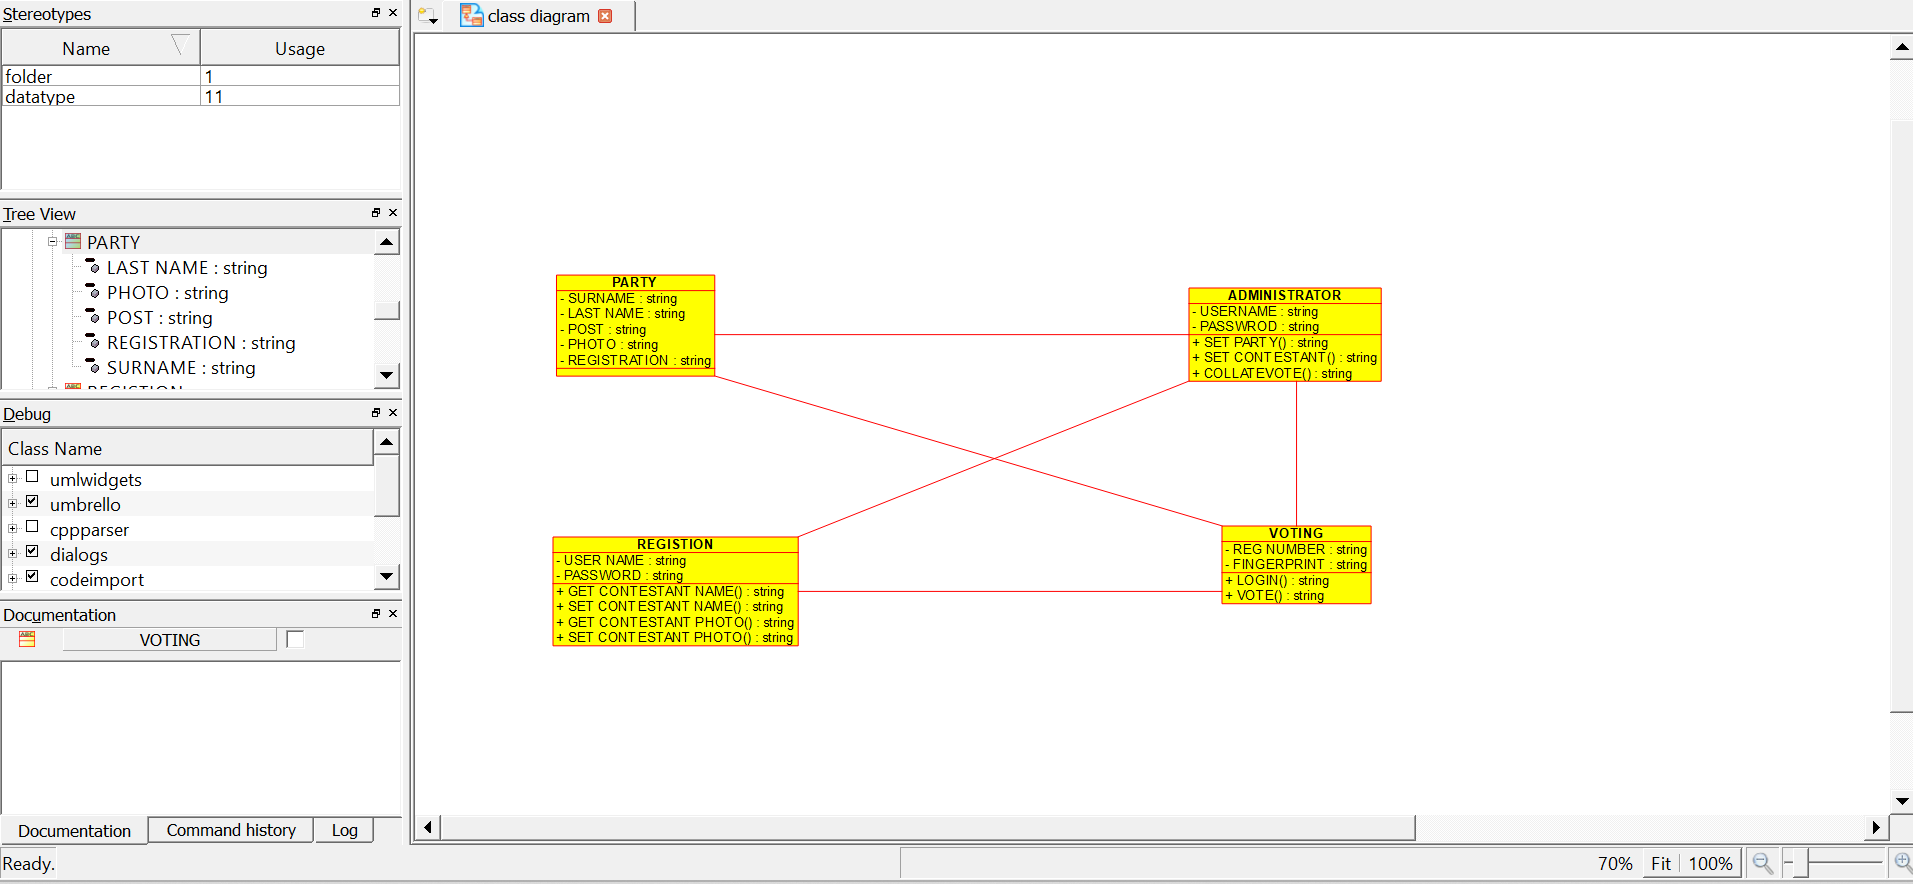 Stereotypes
Name Usage
folder 1
datatype 11
Tree View
PARTY
LAST NAME : string
PHOTO : string
POST : string
REGISTRATION : string
SURNAME : string
REGISTION
Debug
Class Name
umlwidgets
umbrello
cppparser
dialogs
codeimport
Documentation
VOTING
Documentation Command history Log
Ready.
class diagram
PARTY
- SURNAME : string
- LAST NAME : string
- POST : string
- PHOTO : string
- REGISTRATION : string
ADMINISTRATOR
- USERNAME : string
- PASSWROD : string
+ SET PARTY() : string
+ SET CONTESTANT() : string
+ COLLATEVOTE() : string
REGISTION
- USER NAME : string
- PASSWORD : string
+ GET CONTESTANT NAME() : string
+ SET CONTESTANT NAME() : string
+ GET CONTESTANT PHOTO() : string
+ SET CONTESTANT PHOTO() : string
VOTING
- REG NUMBER : string
- FINGERPRINT : string
+ LOGIN() : string
+ VOTE() : string
70% Fit 100%